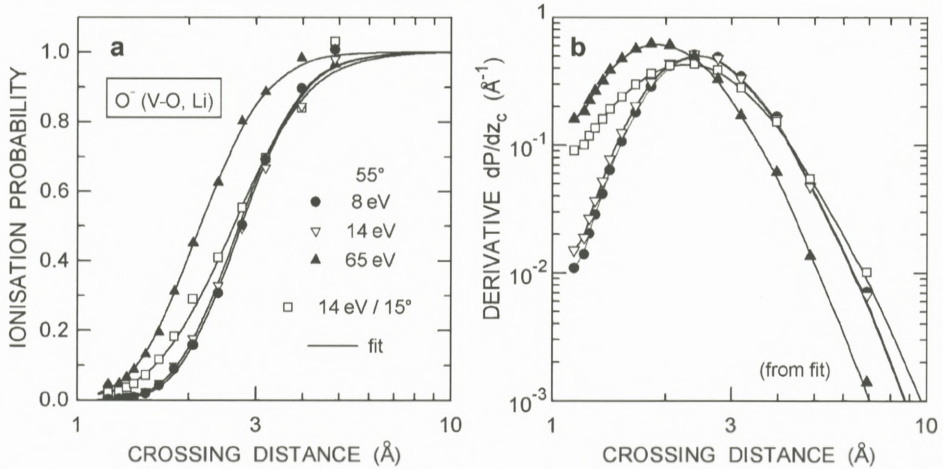 a
IONISATION PROBABILITY
1.0
0.8
0.6
0.4
0.2
0.0
O⁻ (V-O, Li)
55°
8 eV
14 eV
65 eV
14 eV / 15°
fit
1
3
10
CROSSING DISTANCE (Å)
b
DERIVATIVE dP/dz_c (Å⁻¹)
1
10⁻¹
10⁻²
10⁻³
(from fit)
1
3
10
CROSSING DISTANCE (Å)